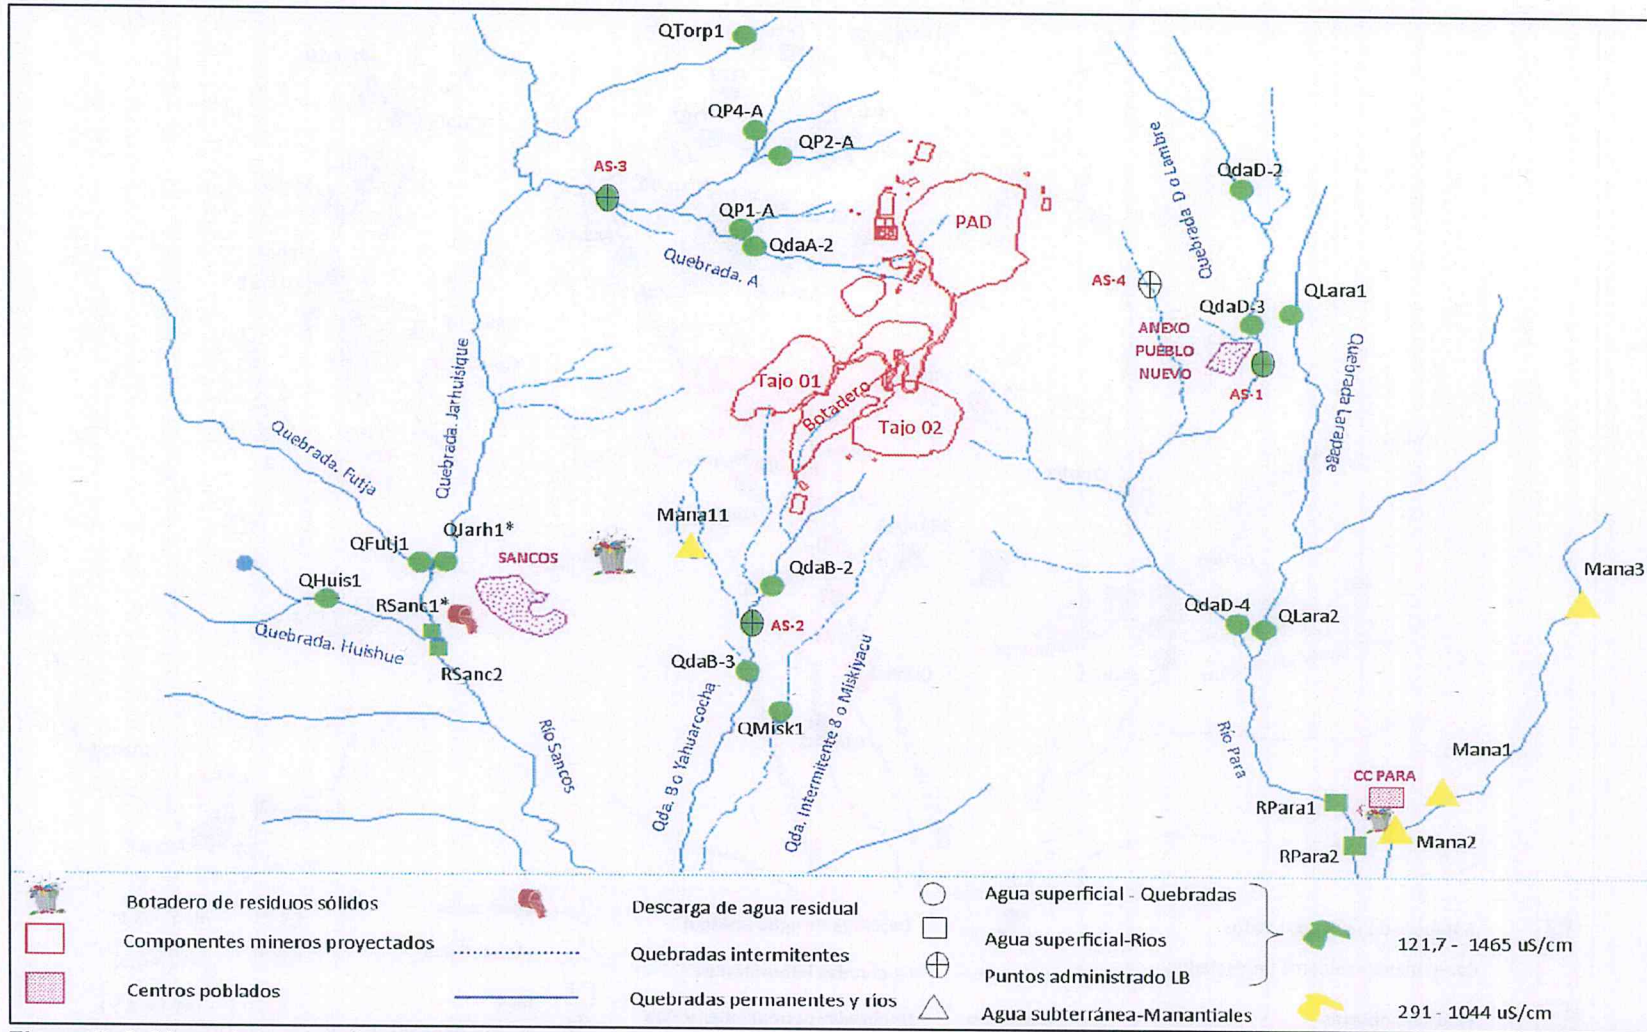 QTorp1
QP4-A
QP2-A
AS-3
QP1-A
QdaA-2
Quebrada. A
PAD
Quebrada D o Lambre
QdaD-2
AS-4
QdaD-3
QLara1
ANEXO
PUEBLO
NUEVO
AS-1
Quebrada Larapage
Quebrada. Jarhuisique
Tajo 01
Botadero
Tajo 02
Quebrada. Futja
QJarh1*
QFutj1
SANCOS
Mana11
QHuis1
RSanc1*
Quebrada. Huishue
RSanc2
QdaB-2
AS-2
QdaB-3
QMisk1
Río Sancos
Qda. B o Yahuarcocha
Qda. Intermitente 8 o Miskiyacu
QdaD-4
QLara2
Mana3
Rio Para
Mana1
CC PARA
RPara1
RPara2
Mana2
Botadero de residuos sólidos
Componentes mineros proyectados
Centros poblados
Descarga de agua residual
Quebradas intermitentes
Quebradas permanentes y ríos
Agua superficial - Quebradas
Agua superficial-Ríos
Puntos administrado LB
Agua subterránea-Manantiales
121,7 - 1465 uS/cm
291 - 1044 uS/cm